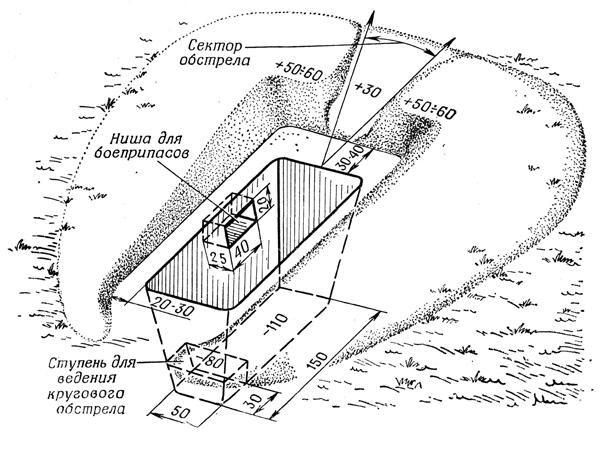 Сектор
обстрела
+50÷60
+30
+50÷60
Ниша для
боеприпасов
30-40
20
25
40
20-30
-110
Ступень для
ведения
кругового
обстрела
-80
150
50
30